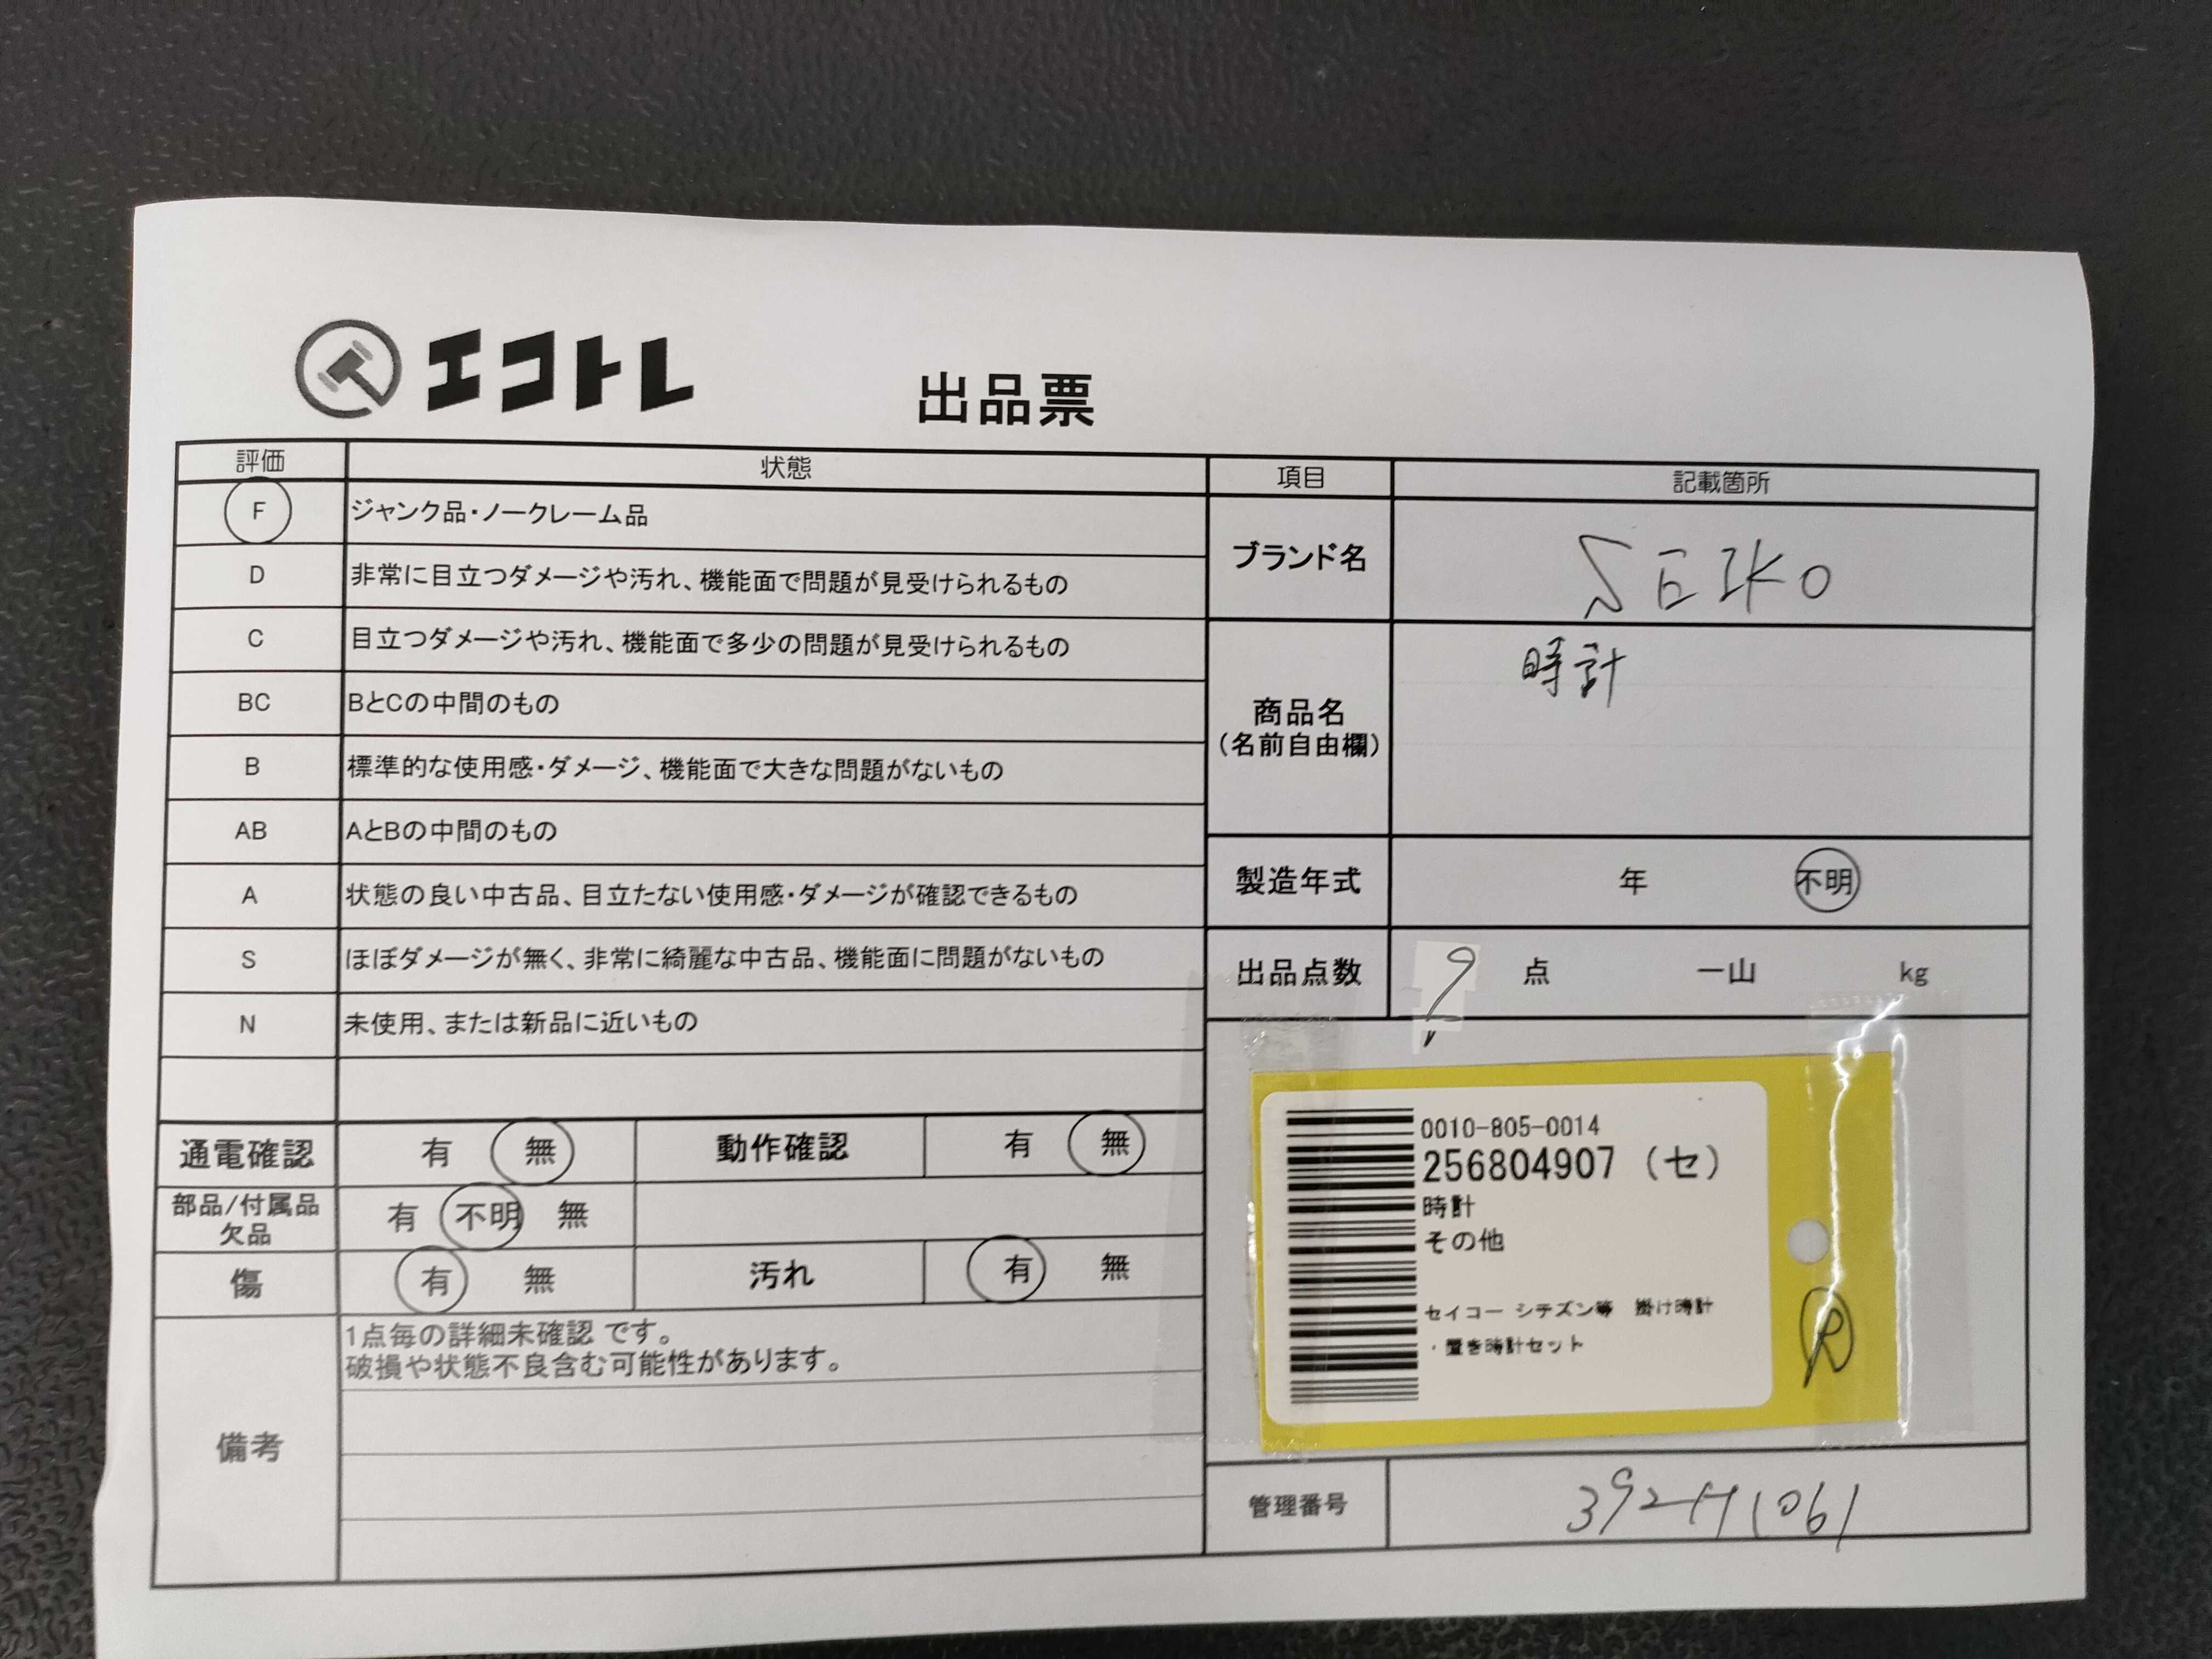 エコトレ
出品票
評価 状態
F ジャンク品・ノークレーム品
D 非常に目立つダメージや汚れ、機能面で問題が見受けられるもの
C 目立つダメージや汚れ、機能面で多少の問題が見受けられるもの
BC BとCの中間のもの
B 標準的な使用感・ダメージ、機能面で大きな問題がないもの
AB AとBの中間のもの
A 状態の良い中古品、目立たない使用感・ダメージが確認できるもの
S ほぼダメージが無く、非常に綺麗な中古品、機能面に問題がないもの
N 未使用、または新品に近いもの
通電確認 有 無 動作確認 有 無
部品/付属品
欠品 有 不明 無
傷 有 無 汚れ 有 無
備考
1点毎の詳細未確認 です。
破損や状態不良含む可能性があります。
項目 記載箇所
ブランド名 SEIKO
商品名
(名前自由欄)
時計
製造年式 年 不明
出品点数 9 点 一山 kg
0010-805-0014
256804907 (セ)
時計
その他
セイコー シチズン等 掛け時計
・置き時計セット
R
管理番号 392-H1061